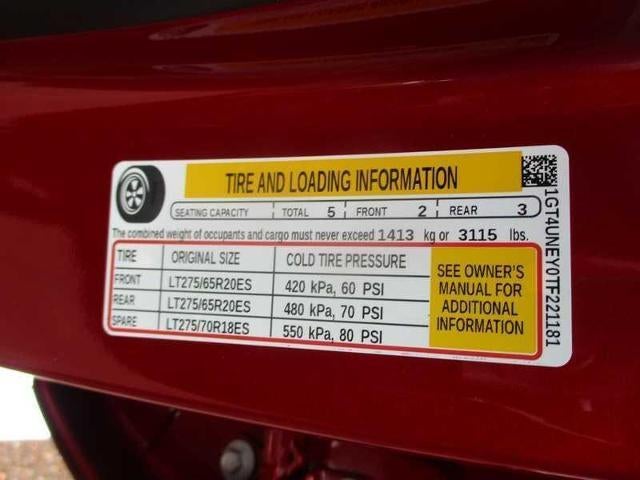 TIRE AND LOADING INFORMATION
SEATING CAPACITY TOTAL 5 FRONT 2 REAR 3
The combined weight of occupants and cargo must never exceed 1413 kg or 3115 lbs.
TIRE ORIGINAL SIZE COLD TIRE PRESSURE
FRONT LT275/65R20ES 420 kPa, 60 PSI
REAR LT275/65R20ES 480 kPa, 70 PSI
SPARE LT275/70R18ES 550 kPa, 80 PSI
SEE OWNER'S
MANUAL FOR
ADDITIONAL
INFORMATION
1GT4UNEY0TF221181